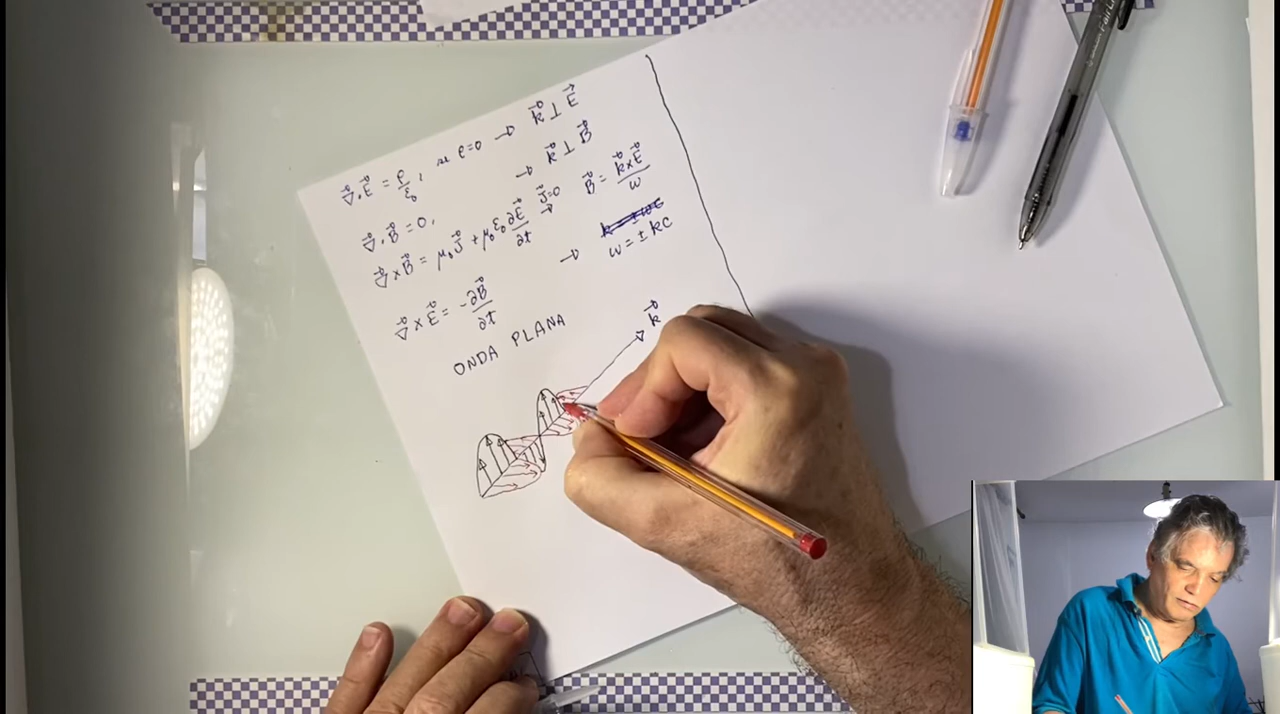 ∇⃗·E⃗ = ρ/ε₀, se ρ=0 → k⃗ ⊥ E⃗
∇⃗·B⃗ = 0, → k⃗ ⊥ B⃗
∇⃗×B⃗ = μ₀J⃗ + μ₀ε₀ ∂E⃗/∂t J⃗=0 → B⃗ = k⃗×E⃗/ω
∇⃗×E⃗ = -∂B⃗/∂t → ω = ± kc
ONDA PLANA
k⃗